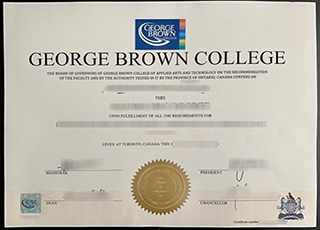 GEORGE
BROWN
COLLEGE
GEORGE BROWN COLLEGE
THE BOARD OF GOVERNORS OF GEORGE BROWN COLLEGE OF APPLIED ARTS AND TECHNOLOGY ON THE RECOMMENDATION
OF THE FACULTY AND BY THE AUTHORITY VESTED IN IT BY THE PROVINCE OF ONTARIO, CANADA CONFERS ON
THIS
UPON FULFILLMENT OF ALL THE REQUIREMENTS FOR
GIVEN AT TORONTO, CANADA THIS
REGISTRAR
PRESIDENT
DEAN
CHANCELLOR
Certificate number